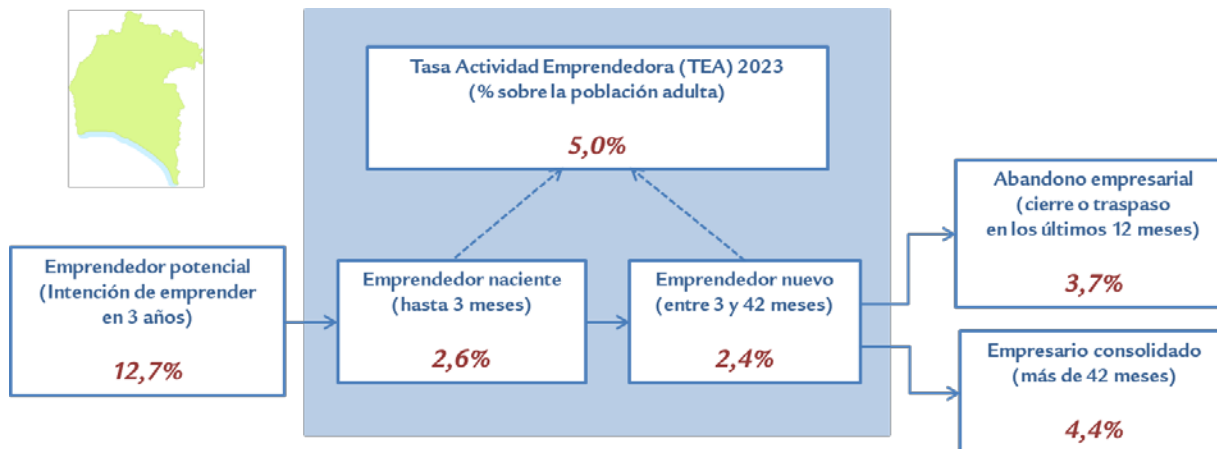 Tasa Actividad Emprendedora (TEA) 2023
(% sobre la población adulta)
5,0%
Emprendedor potencial
(Intención de emprender
en 3 años)
12,7%
Emprendedor naciente
(hasta 3 meses)
2,6%
Emprendedor nuevo
(entre 3 y 42 meses)
2,4%
Abandono empresarial
(cierre o traspaso
en los últimos 12 meses)
3,7%
Empresario consolidado
(más de 42 meses)
4,4%